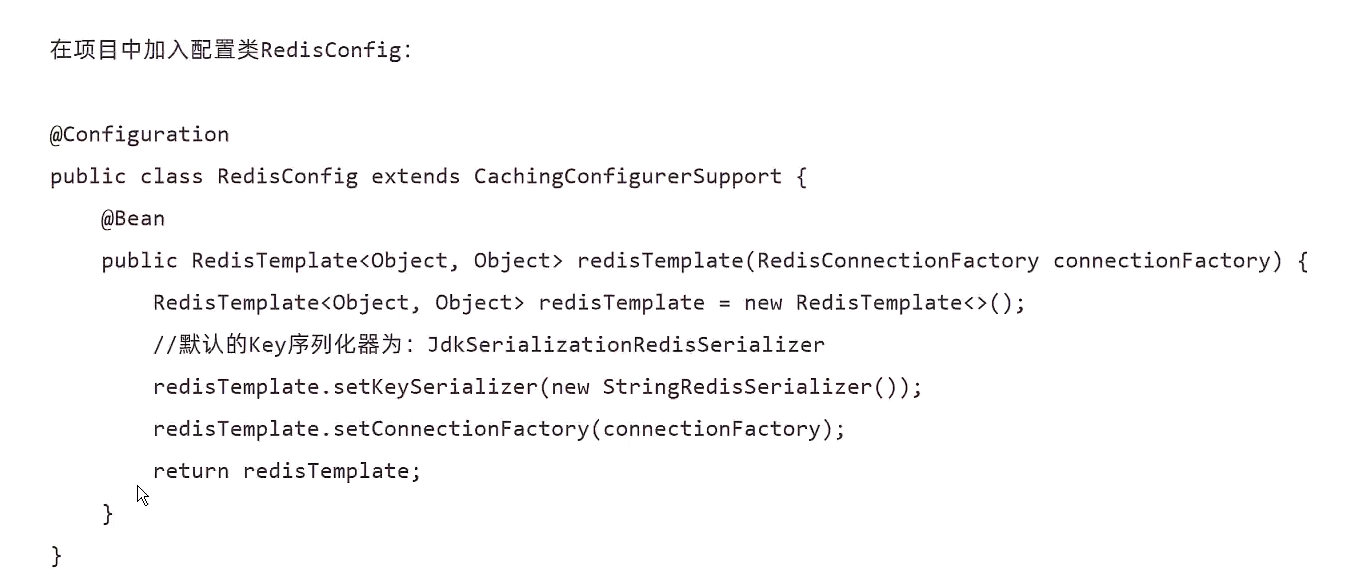 在项目中加入配置类RedisConfig：
@Configuration
public class RedisConfig extends CachingConfigurerSupport {
@Bean
public RedisTemplate<Object, Object> redisTemplate(RedisConnectionFactory connectionFactory) {
RedisTemplate<Object, Object> redisTemplate = new RedisTemplate<>();
//默认的Key序列化器为：JdkSerializationRedisSerializer
redisTemplate.setKeySerializer(new StringRedisSerializer());
redisTemplate.setConnectionFactory(connectionFactory);
return redisTemplate;
}
}